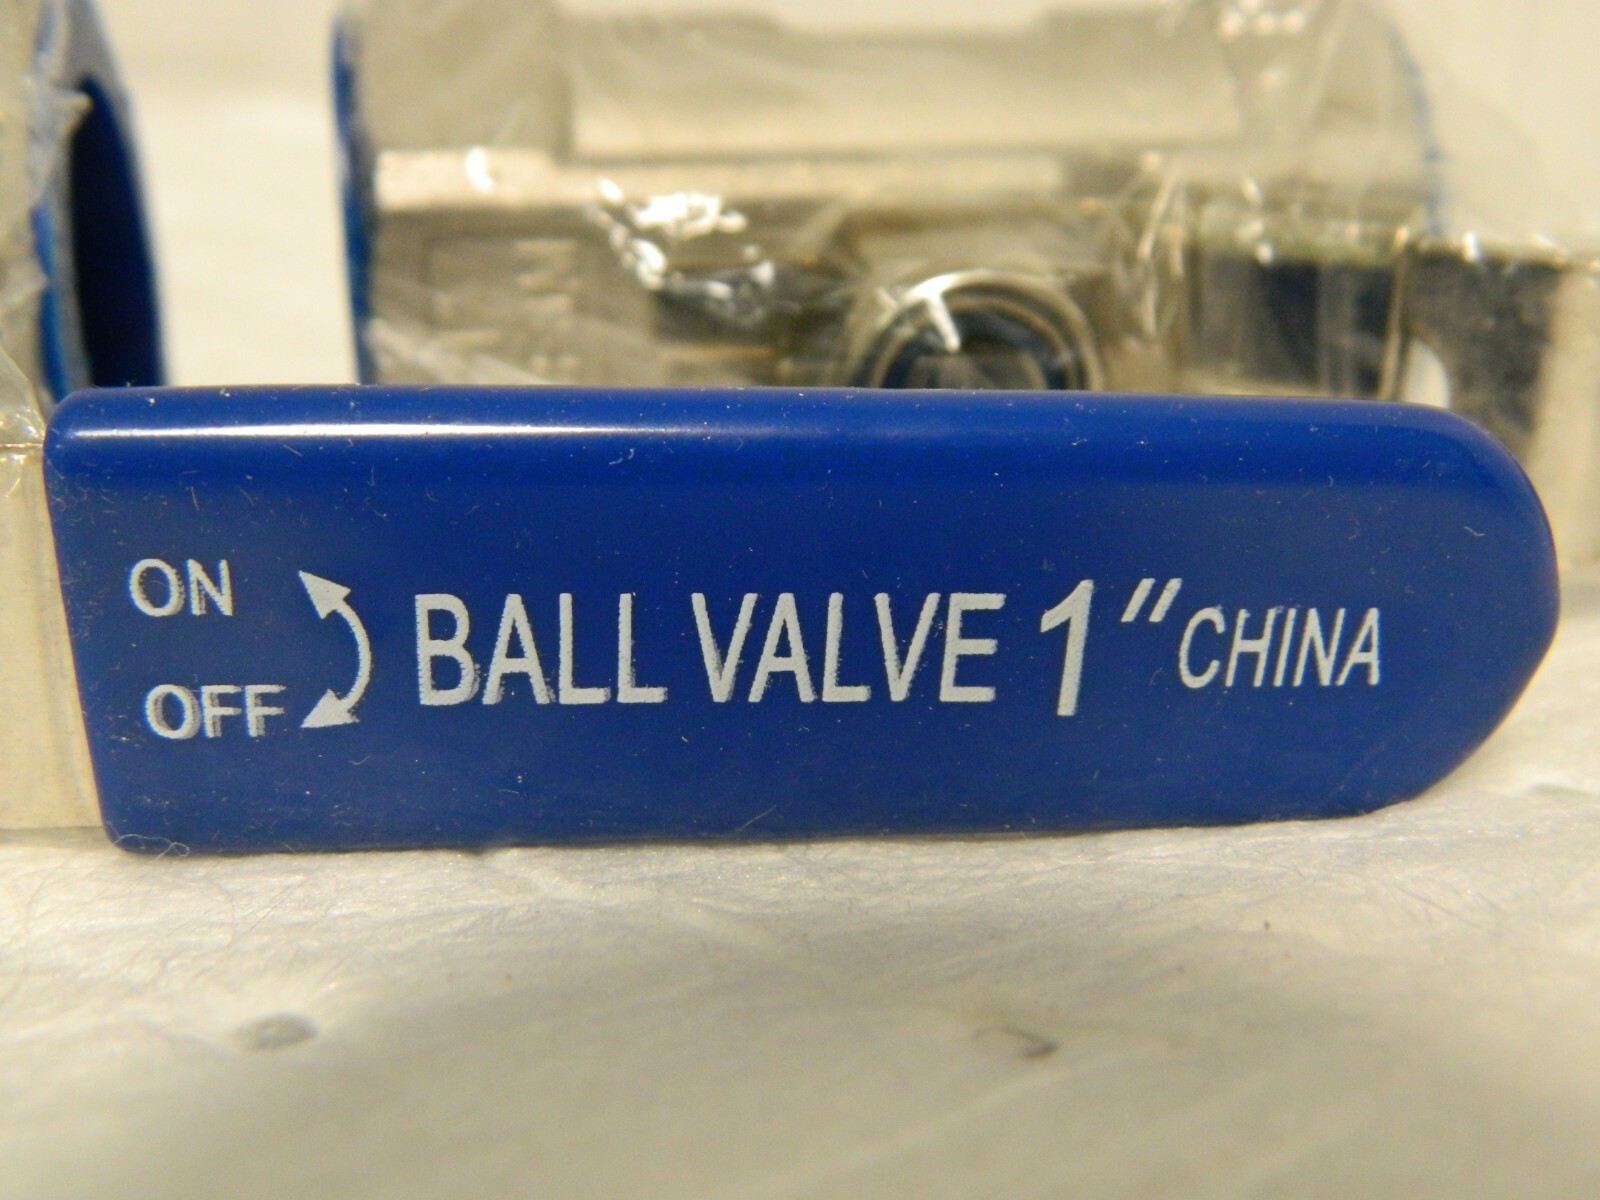 ON
OFF
BALL VALVE 1" CHINA